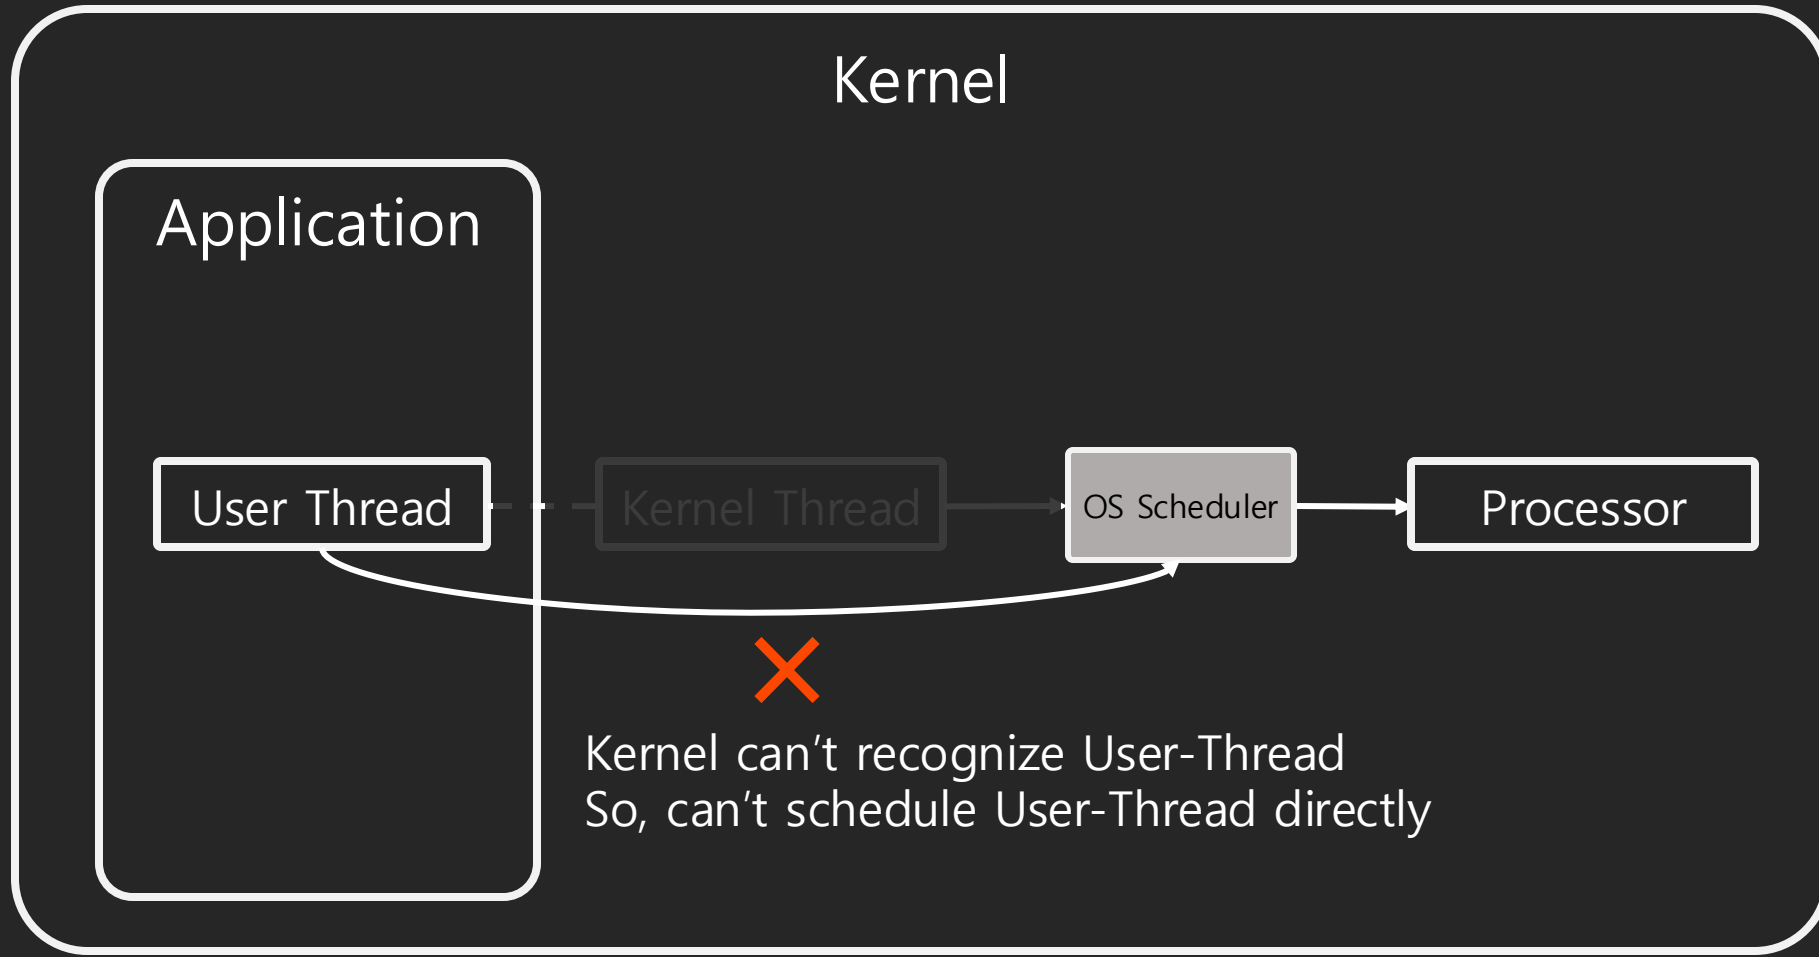 Kernel
Application
User Thread
Kernel Thread
OS Scheduler
Processor
Kernel can't recognize User-Thread
So, can't schedule User-Thread directly